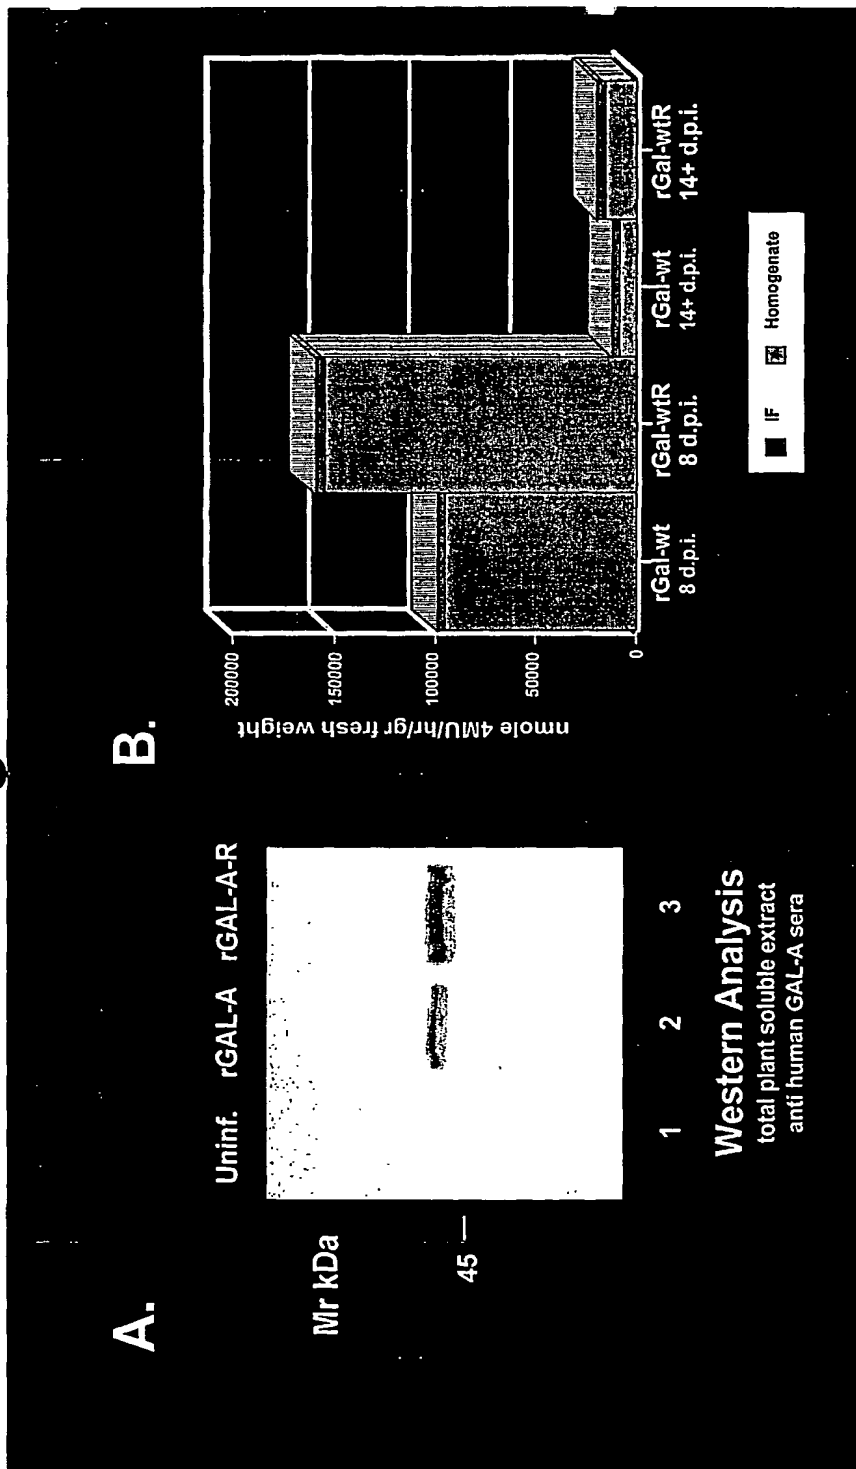 A.
Uninf. rGAL-A rGAL-A-R
Mr kDa
45
1 2 3
Western Analysis
total plant soluble extract
anti human GAL-A sera
B.
nmole 4MU/hr/gr fresh weight
200000
150000
100000
50000
0
rGal-wt rGal-wtR rGal-wt rGal-wtR
8 d.p.i. 8 d.p.i. 14+ d.p.i. 14+ d.p.i.
IF Homogenate